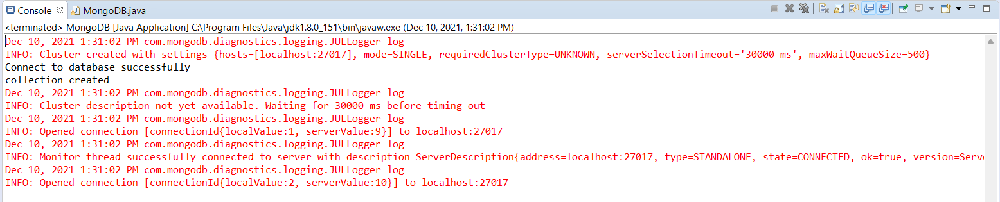 Console MongoDB.java
<terminated> MongoDB [Java Application] C:\Program Files\Java\jdk1.8.0_151\bin\javaw.exe (Dec 10, 2021, 1:31:02 PM)
Dec 10, 2021 1:31:02 PM com.mongodb.diagnostics.logging.JULLogger log
INFO: Cluster created with settings {hosts=[localhost:27017], mode=SINGLE, requiredClusterType=UNKNOWN, serverSelectionTimeout='30000 ms', maxWaitQueueSize=500}
Connect to database successfully
collection created
Dec 10, 2021 1:31:02 PM com.mongodb.diagnostics.logging.JULLogger log
INFO: Cluster description not yet available. Waiting for 30000 ms before timing out
Dec 10, 2021 1:31:02 PM com.mongodb.diagnostics.logging.JULLogger log
INFO: Opened connection [connectionId{localValue:1, serverValue:9}] to localhost:27017
Dec 10, 2021 1:31:02 PM com.mongodb.diagnostics.logging.JULLogger log
INFO: Monitor thread successfully connected to server with description ServerDescription{address=localhost:27017, type=STANDALONE, state=CONNECTED, ok=true, version=Serv
Dec 10, 2021 1:31:02 PM com.mongodb.diagnostics.logging.JULLogger log
INFO: Opened connection [connectionId{localValue:2, serverValue:10}] to localhost:27017